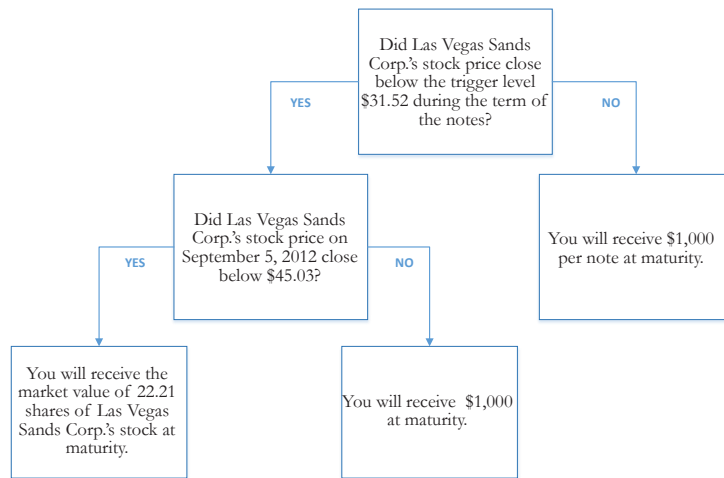 Did Las Vegas Sands
Corp.'s stock price close
below the trigger level
$31.52 during the term of
the notes?
YES
NO
Did Las Vegas Sands
Corp.'s stock price on
September 5, 2012 close
below $45.03?
You will receive $1,000
per note at maturity.
YES
NO
You will receive the
market value of 22.21
shares of Las Vegas
Sands Corp.'s stock at
maturity.
You will receive $1,000
at maturity.